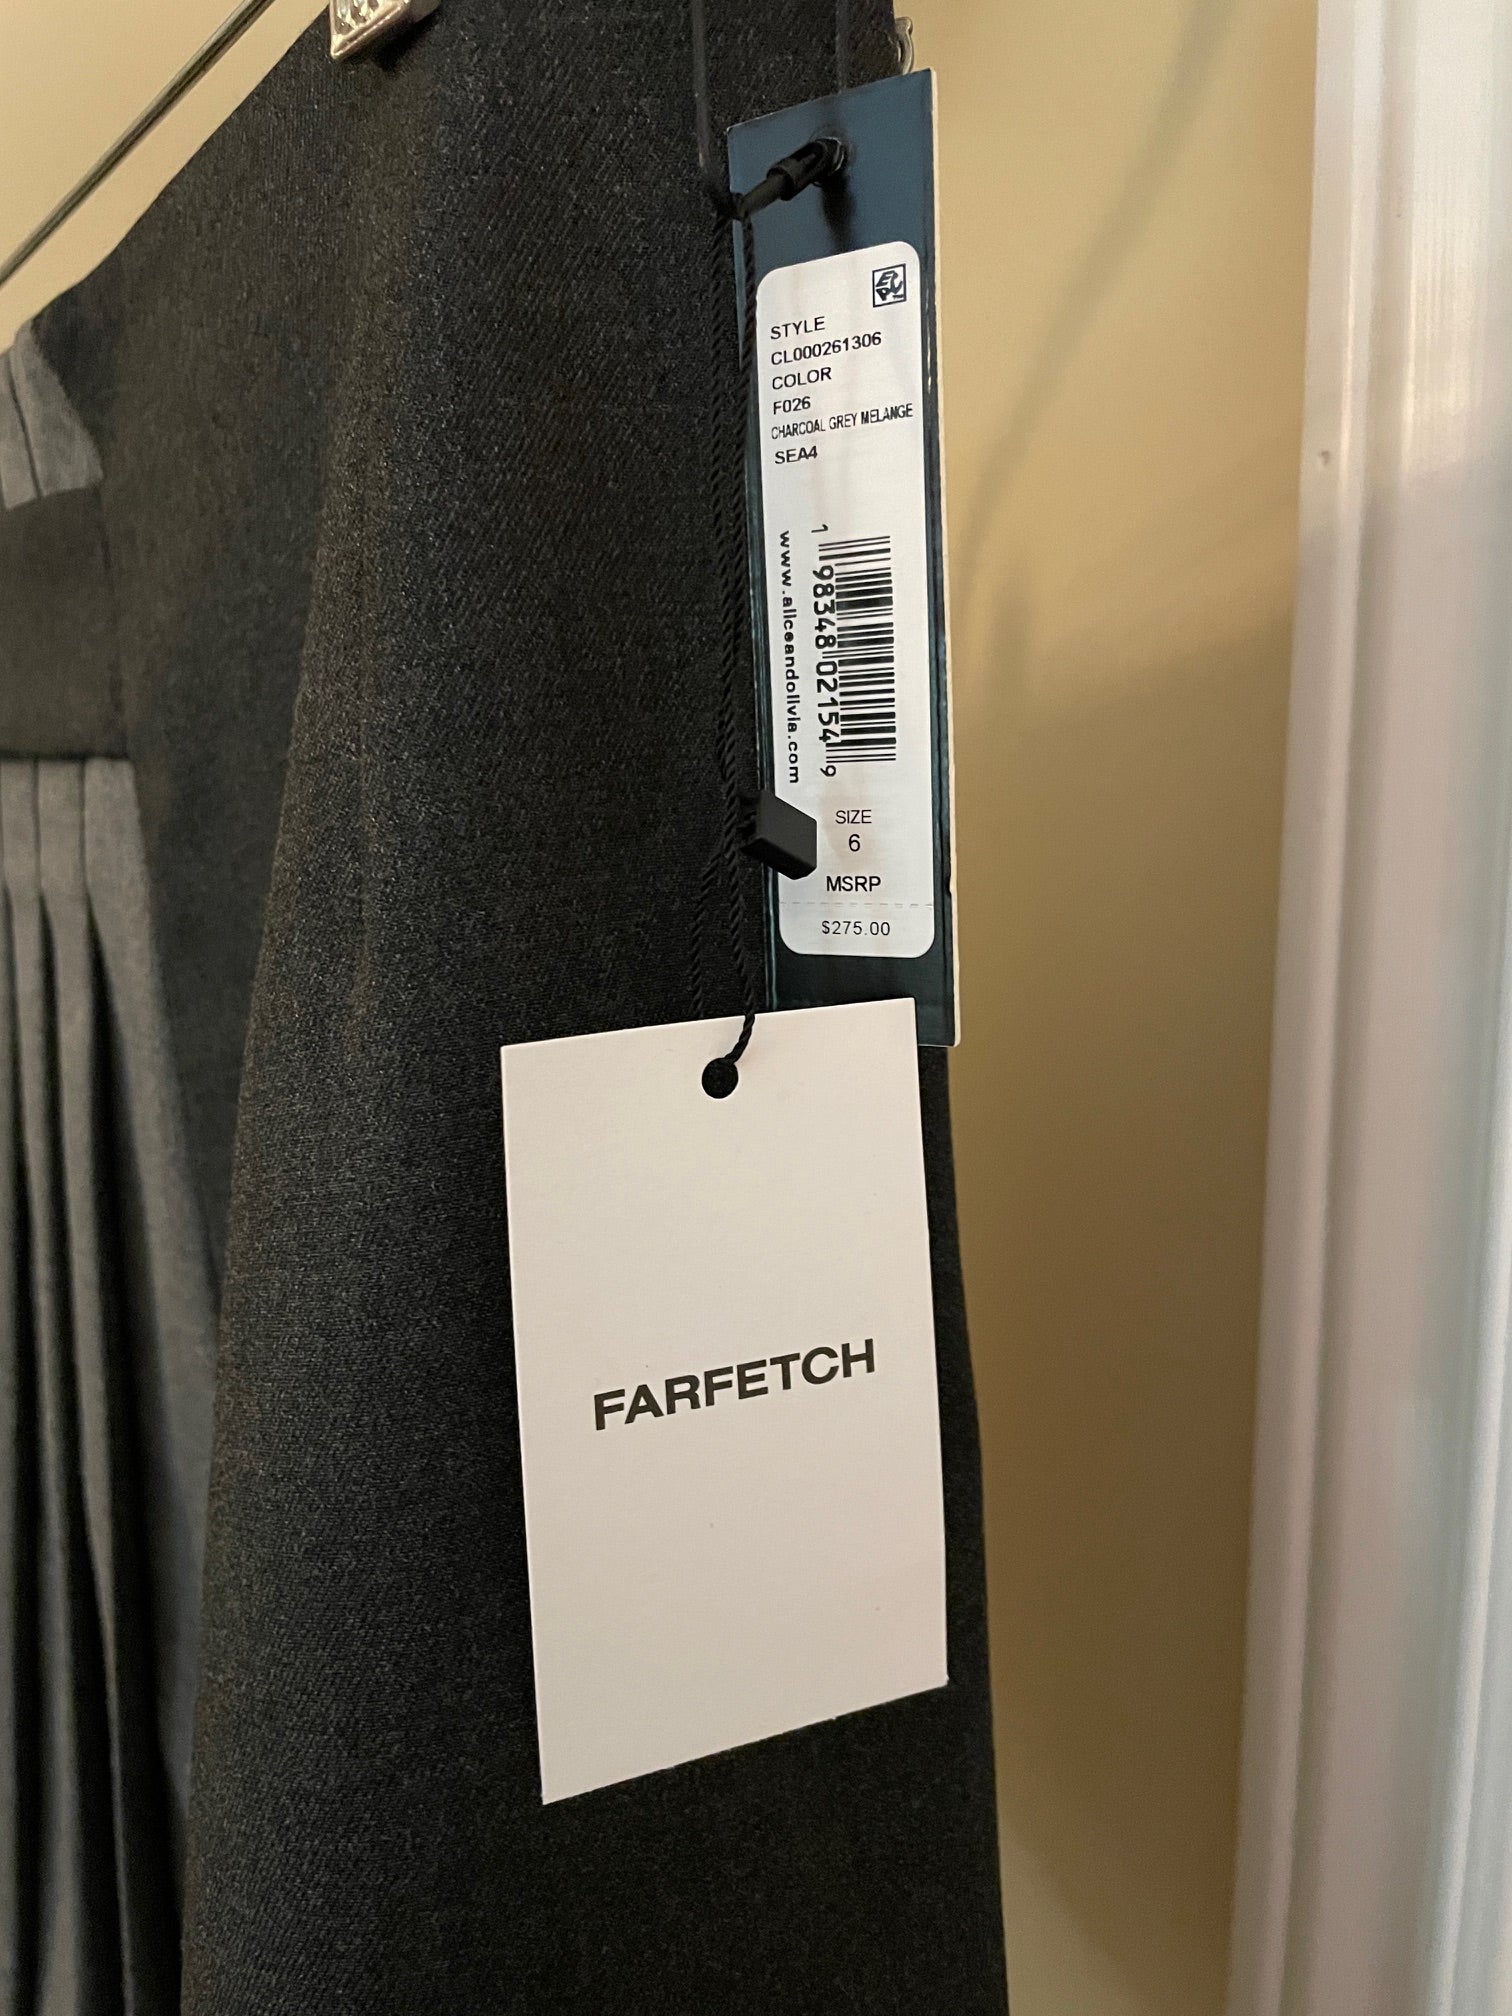 STYLE
CL000261306
COLOR
F026
CHARCOAL GREY MELANGE
SEA4
1 98348 02154 9
www.aliceandolivia.com
SIZE
6
MSRP
$275.00
FARFETCH